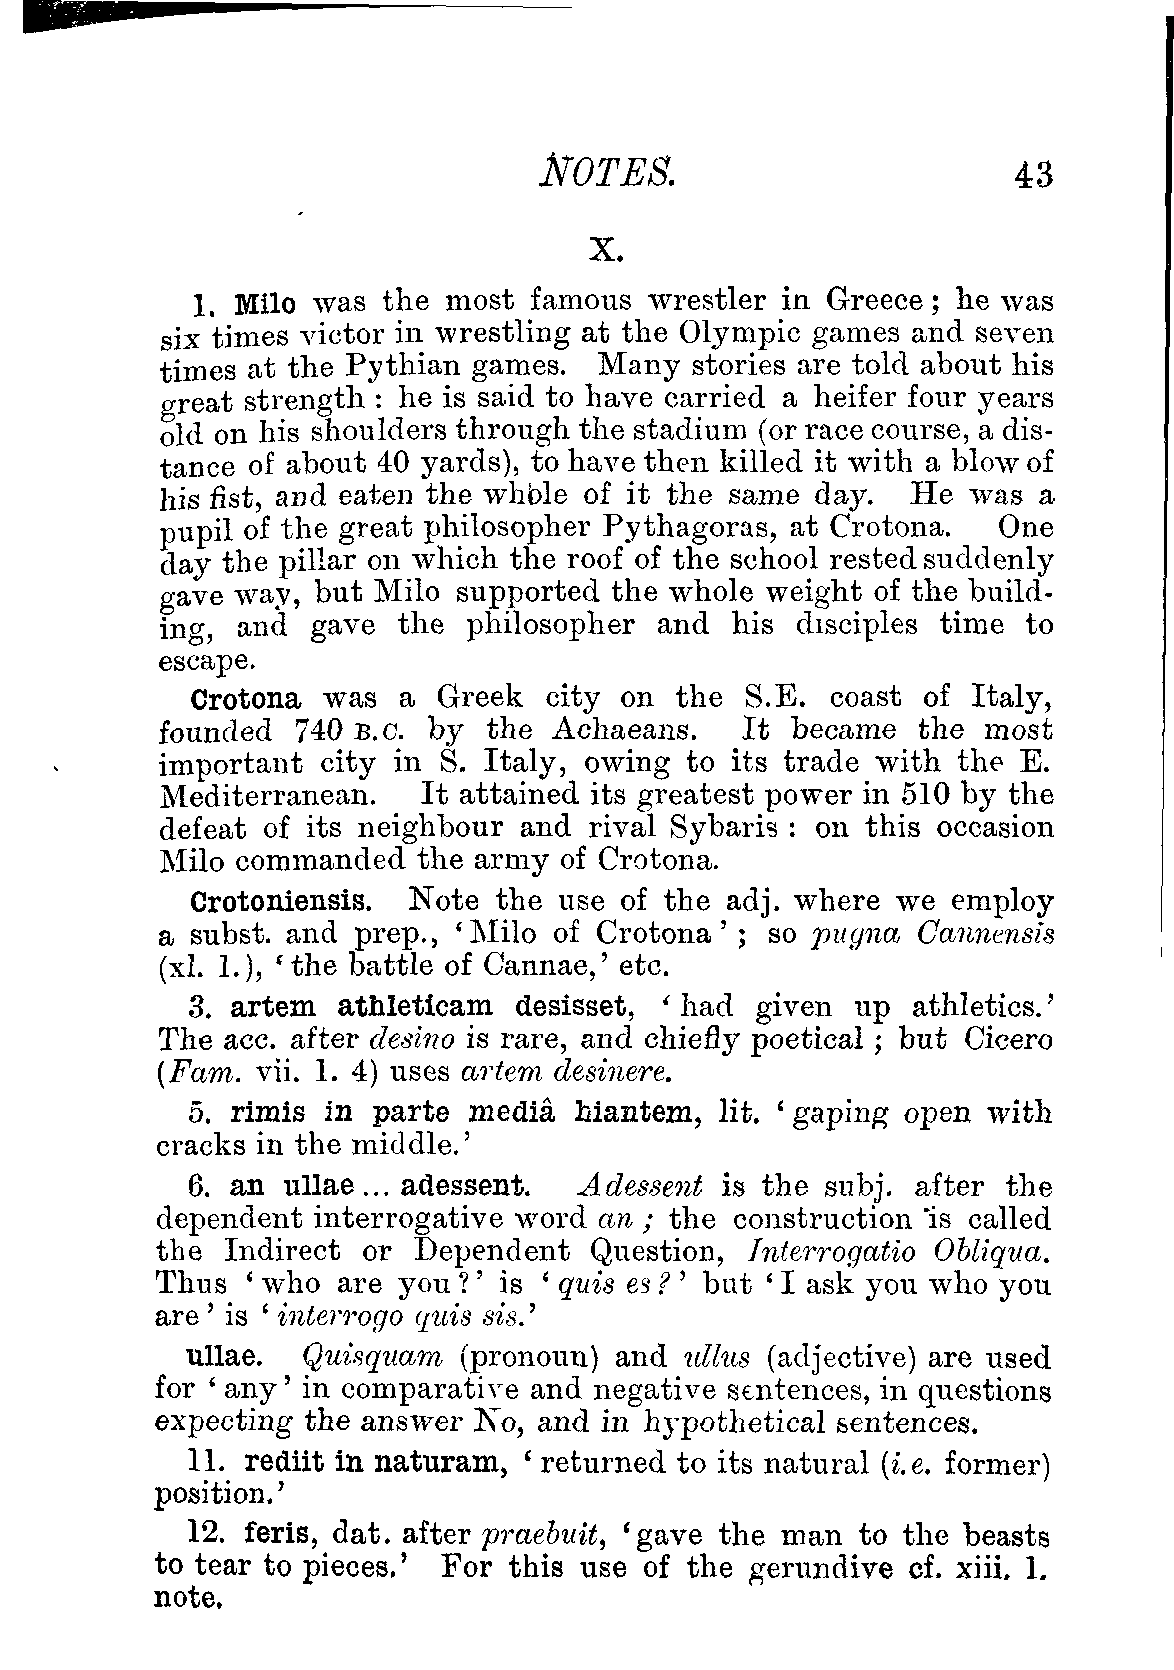 NOTES. 43
X.
1. Milo was the most famous wrestler in Greece; he was
six times victor in wrestling at the Olympic games and seven
times at the Pythian games. Many stories are told about his
great strength: he is said to have carried a heifer four years
old on his shoulders through the stadium (or race course, a dis-
tance of about 40 yards), to have then killed it with a blow of
his fist, and eaten the whole of it the same day. He was a
pupil of the great philosopher Pythagoras, at Crotona. One
day the pillar on which the roof of the school rested suddenly
gave way, but Milo supported the whole weight of the build-
ing, and gave the philosopher and his disciples time to
escape.
Crotona was a Greek city on the S.E. coast of Italy,
founded 740 B.C. by the Achaeans. It became the most
important city in S. Italy, owing to its trade with the E.
Mediterranean. It attained its greatest power in 510 by the
defeat of its neighbour and rival Sybaris: on this occasion
Milo commanded the army of Crotona.
Crotoniensis. Note the use of the adj. where we employ
a subst. and prep., ‘Milo of Crotona’; so pugna Cannensis
(xl. 1.), ‘the battle of Cannae,’ etc.
3. artem athleticam desisset, ‘had given up athletics.’
The acc. after desino is rare, and chiefly poetical; but Cicero
(Fam. vii. 1. 4) uses artem desinere.
5. rimis in parte mediâ hiantem, lit. ‘gaping open with
cracks in the middle.’
6. an ullae ... adessent. Adessent is the subj. after the
dependent interrogative word an; the construction is called
the Indirect or Dependent Question, Interrogatio Obliqua.
Thus ‘who are you?’ is ‘quis es?’ but ‘I ask you who you
are’ is ‘interrogo quis sis.’
ullae. Quisquam (pronoun) and ullus (adjective) are used
for ‘any’ in comparative and negative sentences, in questions
expecting the answer No, and in hypothetical sentences.
11. rediit in naturam, ‘returned to its natural (i.e. former)
position.’
12. feris, dat. after praebuit, ‘gave the man to the beasts
to tear to pieces.’ For this use of the gerundive cf. xiii. 1.
note.